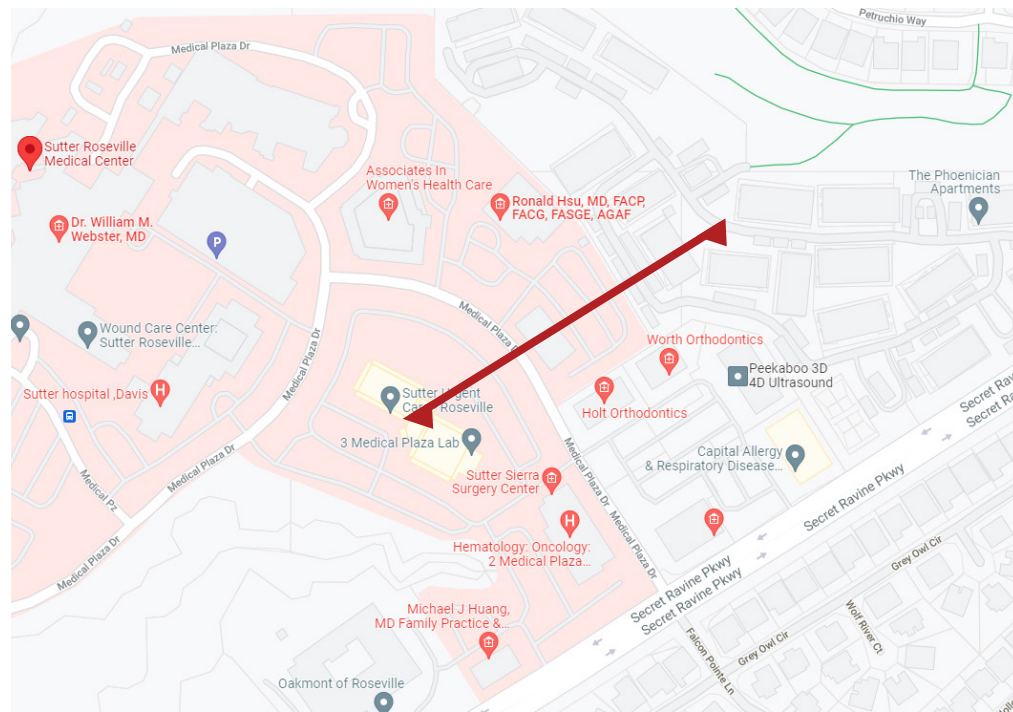 Petruchio Way
Medical Plaza Dr
Sutter Roseville
Medical Center
Associates In
Women's Health Care
The Phoenician
Apartments
Ronald Hsu, MD, FACP,
FACG, FASGE, AGAF
Dr. William M.
Webster, MD
P
Medical Plaza Dr
Wound Care Center:
Sutter Roseville...
Medical Plaza Dr
Worth Orthodontics
Peekaboo 3D
4D Ultrasound
Sutter hospital ,Davis
H
Sutter Urgent
Care, Roseville
Holt Orthodontics
Secret Rav
Secret Ra
3 Medical Plaza Lab
Capital Allergy
& Respiratory Disease...
Medical Plaza Dr
Medical Plaza Dr
Sutter Sierra
Surgery Center
Medical Pz
Secret Ravine Pkwy
H
Medical Plaza Dr
Hematology: Oncology:
2 Medical Plaza...
Medical Plaza Dr
Grey Owl Cir
Secret Ravine Pkwy
Secret Ravine Pkwy
Michael J Huang,
MD Family Practice &...
Wolf River Ct
Falcon Pointe Ln
Grey Owl Cir
Oakmont of Roseville